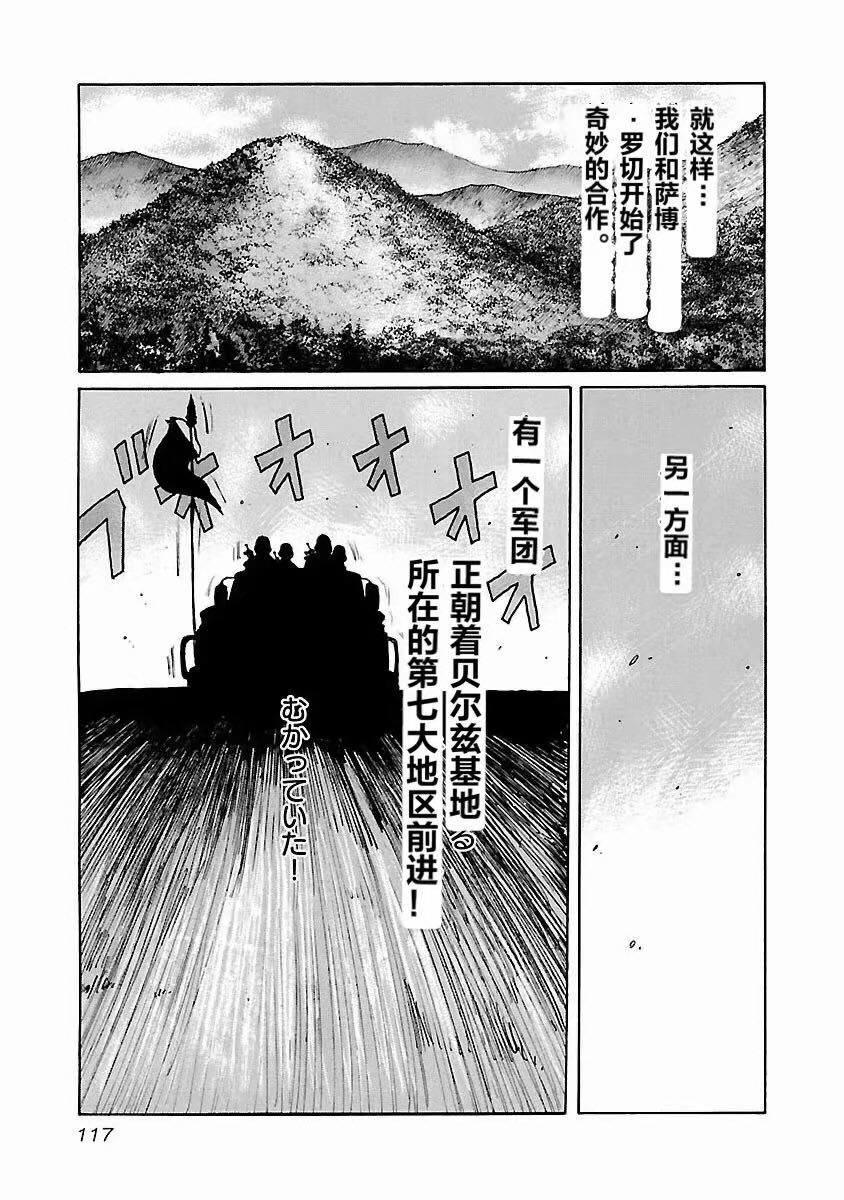 就这样…
我们和萨博
·罗切开始了
奇妙的合作。
另一方面…
有一个军团
正朝着贝尔兹基地る
所在的第七大地区前进！
むかっていた！
ブオオオオ
117